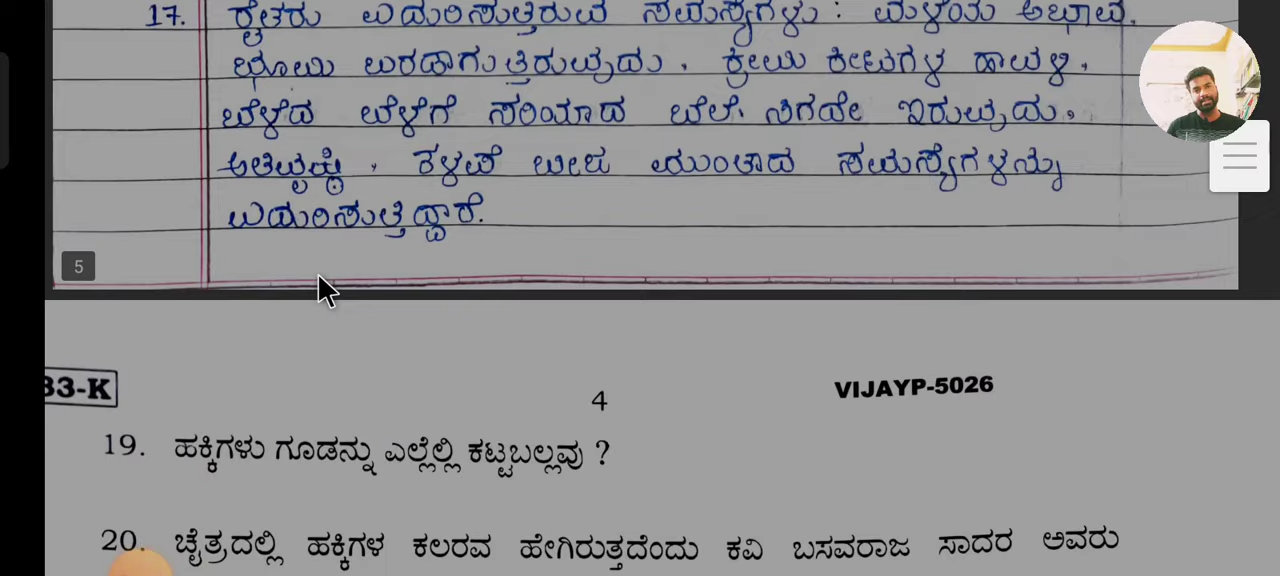 17. ರೈತರು ಎದುರಿಸುತ್ತಿರುವ ಸಮಸ್ಯೆಗಳು : ಮಳೆಯ ಅಭಾವ,
ಭೂಮಿ ಬರಡಾಗುತ್ತಿರುವುದು, ಕ್ರೀಮಿ ಕೀಟಗಳ ಹಾವಳಿ,
ಬೆಳೆದ ಬೆಳೆಗೆ ಸರಿಯಾದ ಬೆಲೆ ಸಿಗದೇ ಇರುವುದು,
ಅತಿವೃಷ್ಠಿ, ಕಳಪೆ ಬೀಜ ಮುಂತಾದ ಸಮಸ್ಯೆಗಳನ್ನು
ಎದುರಿಸುತ್ತಿದ್ದಾರೆ.
5
33-K
4
VIJAYP-5026
19. ಹಕ್ಕಿಗಳು ಗೂಡನ್ನು ಎಲ್ಲೆಲ್ಲಿ ಕಟ್ಟಬಲ್ಲವು ?
20. ಚೈತ್ರದಲ್ಲಿ ಹಕ್ಕಿಗಳ ಕಲರವ ಹೇಗಿರುತ್ತದೆಂದು ಕವಿ ಬಸವರಾಜ ಸಾದರ ಅವರು